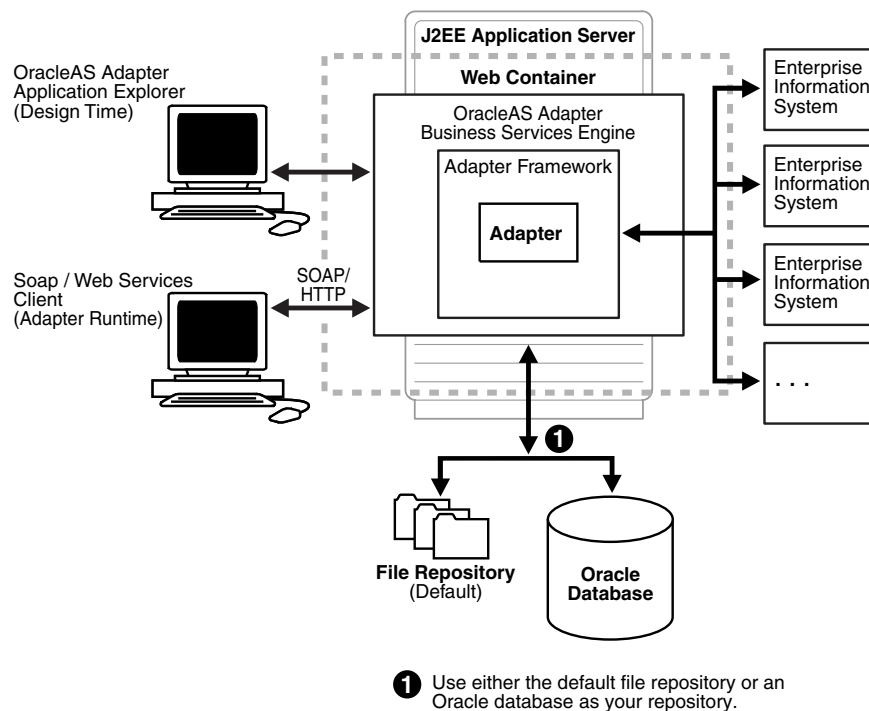 J2EE Application Server
Web Container
OracleAS Adapter
Application Explorer
(Design Time)
OracleAS Adapter
Business Services Engine
Adapter Framework
Adapter
Soap / Web Services
Client
(Adapter Runtime)
SOAP/
HTTP
Enterprise
Information
System
Enterprise
Information
System
Enterprise
Information
System
. . .
1
File Repository
(Default)
Oracle
Database
1 Use either the default file repository or an
Oracle database as your repository.